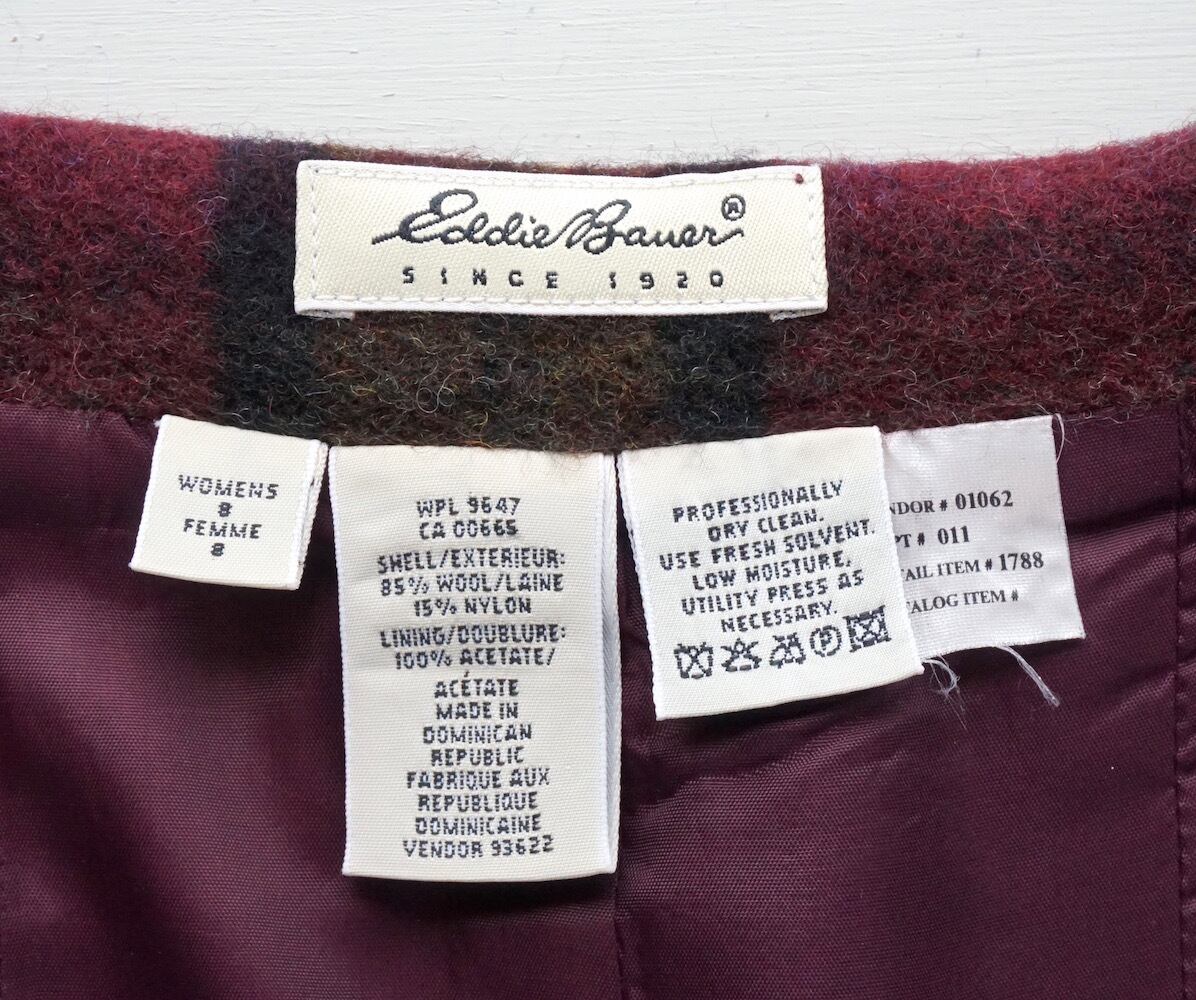 Eddie Bauer®
SINCE 1920
WOMENS
8
FEMME
8
WPL 9647
CA 00665
SHELL/EXTERIEUR:
85% WOOL/LAINE
15% NYLON
LINING/DOUBLURE:
100% ACETATE/
ACÉTATE
MADE IN
DOMINICAN
REPUBLIC
FABRIQUE AUX
REPUBLIQUE
DOMINICAINE
VENDOR 93622
PROFESSIONALLY
DRY CLEAN.
USE FRESH SOLVENT.
LOW MOISTURE,
UTILITY PRESS AS
NECESSARY.
P
NDOR # 01062
PT # 011
AIL ITEM # 1788
TALOG ITEM #